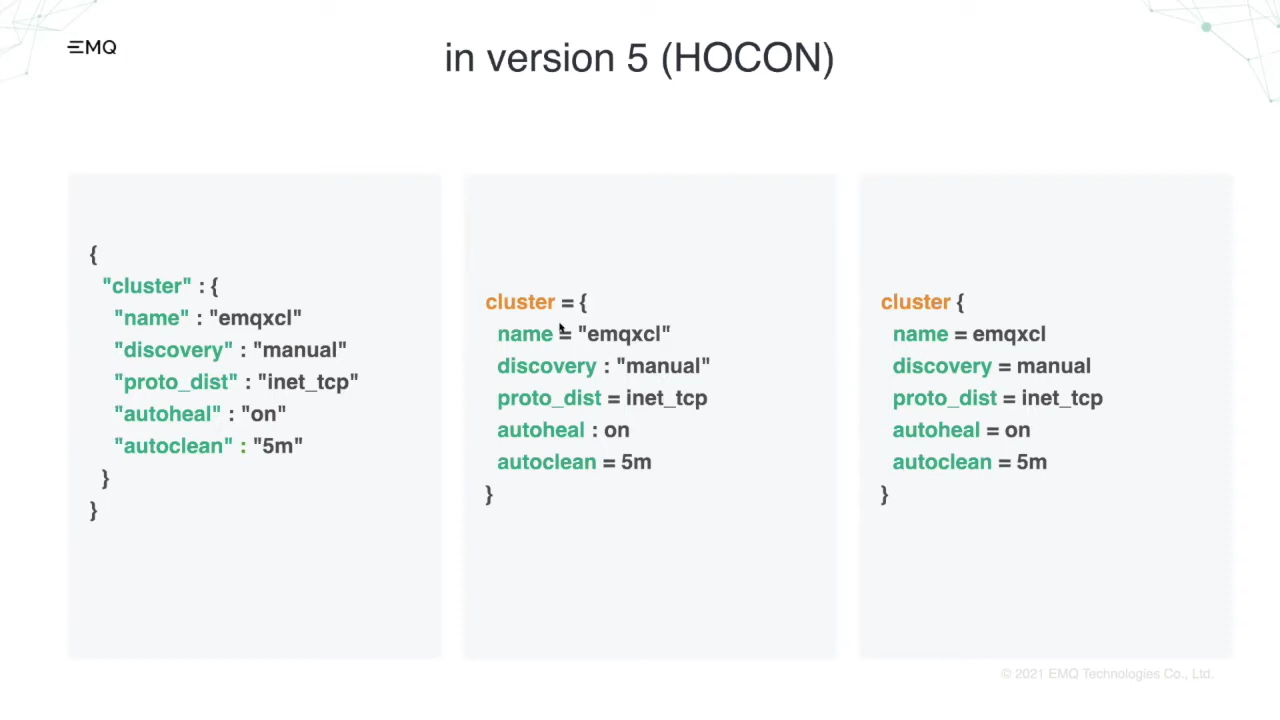 EMQ
in version 5 (HOCON)
{
"cluster" : {
"name" : "emqxcl"
"discovery" : "manual"
"proto_dist" : "inet_tcp"
"autoheal" : "on"
"autoclean" : "5m"
}
}
cluster = {
name = "emqxcl"
discovery : "manual"
proto_dist = inet_tcp
autoheal : on
autoclean = 5m
}
cluster {
name = emqxcl
discovery = manual
proto_dist = inet_tcp
autoheal = on
autoclean = 5m
}
© 2021 EMQ Technologies Co., Ltd.